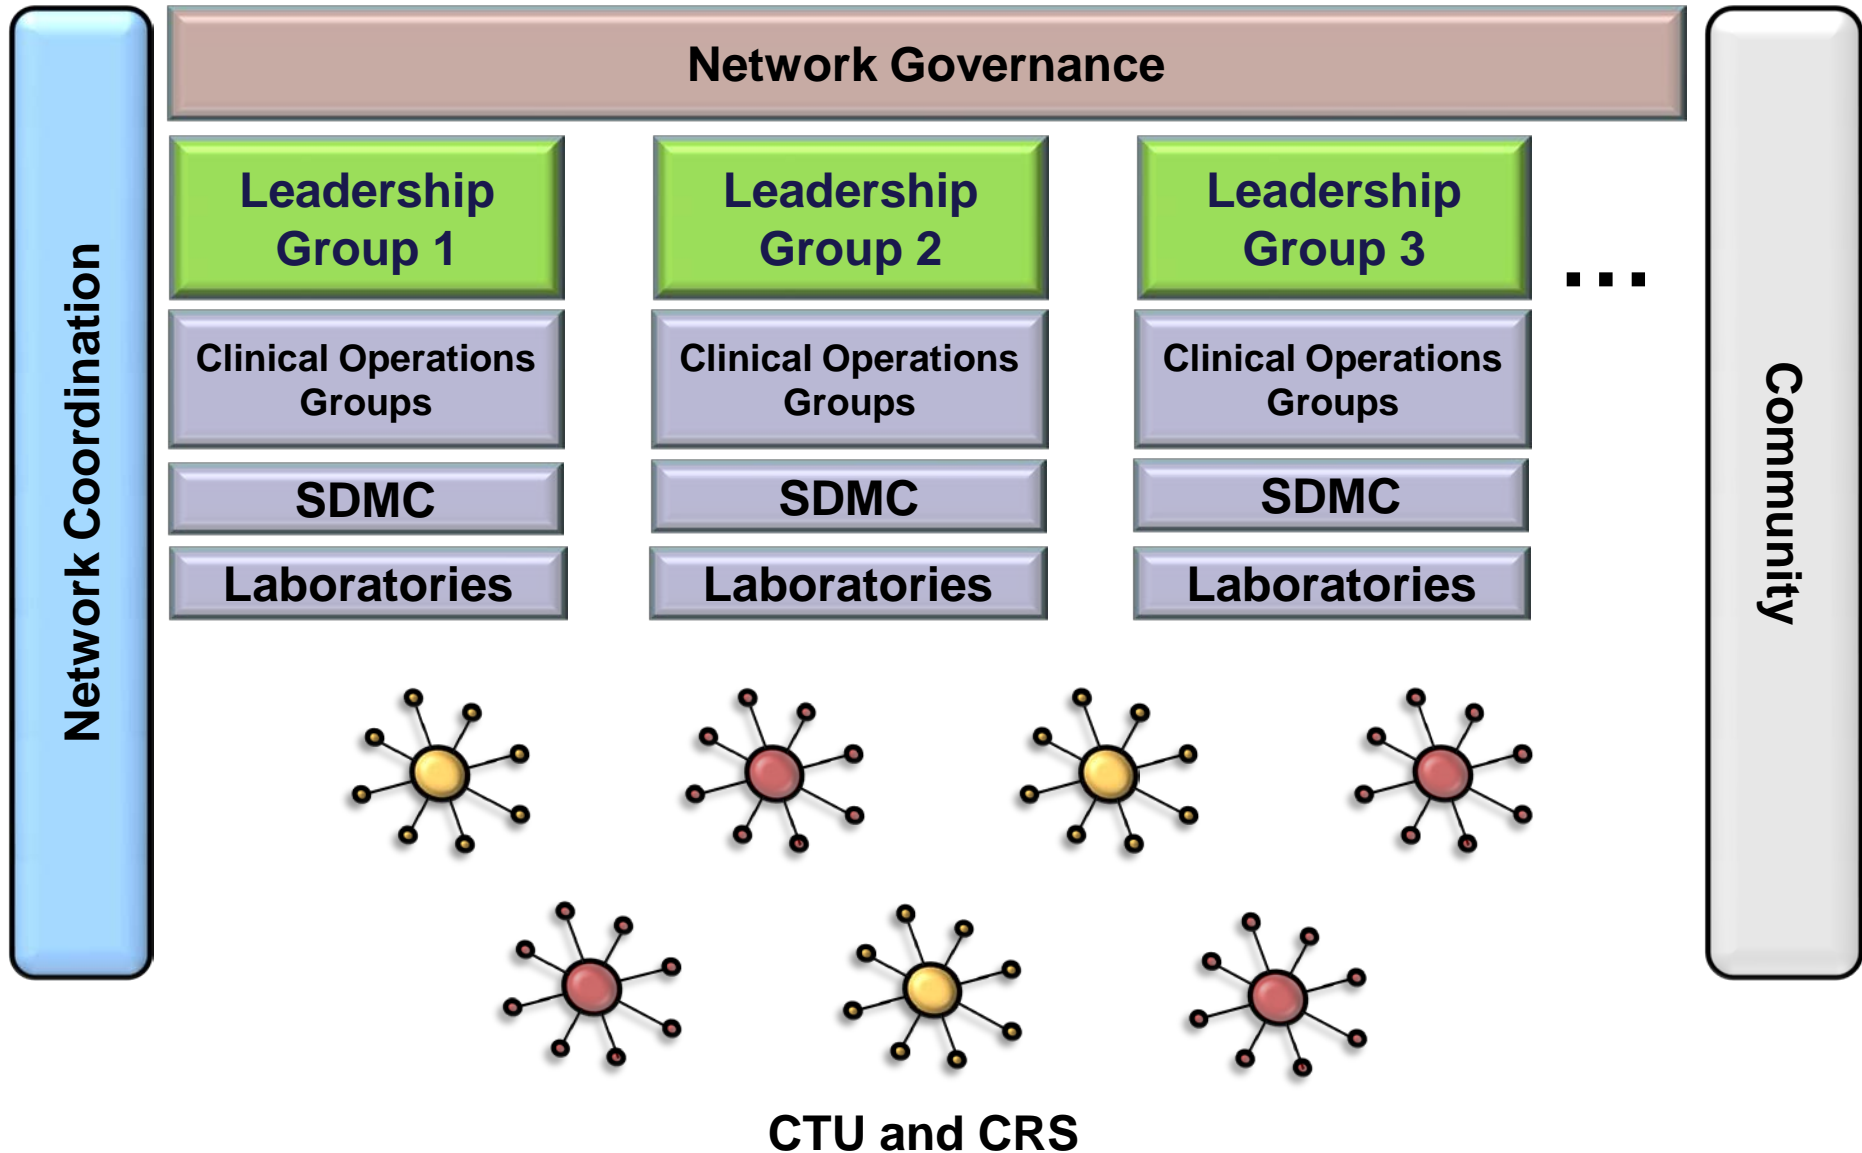 Network Governance
Network Coordination
Leadership
Group 1
Leadership
Group 2
Leadership
Group 3
...
Clinical Operations
Groups
Clinical Operations
Groups
Clinical Operations
Groups
SDMC
SDMC
SDMC
Laboratories
Laboratories
Laboratories
Community
CTU and CRS